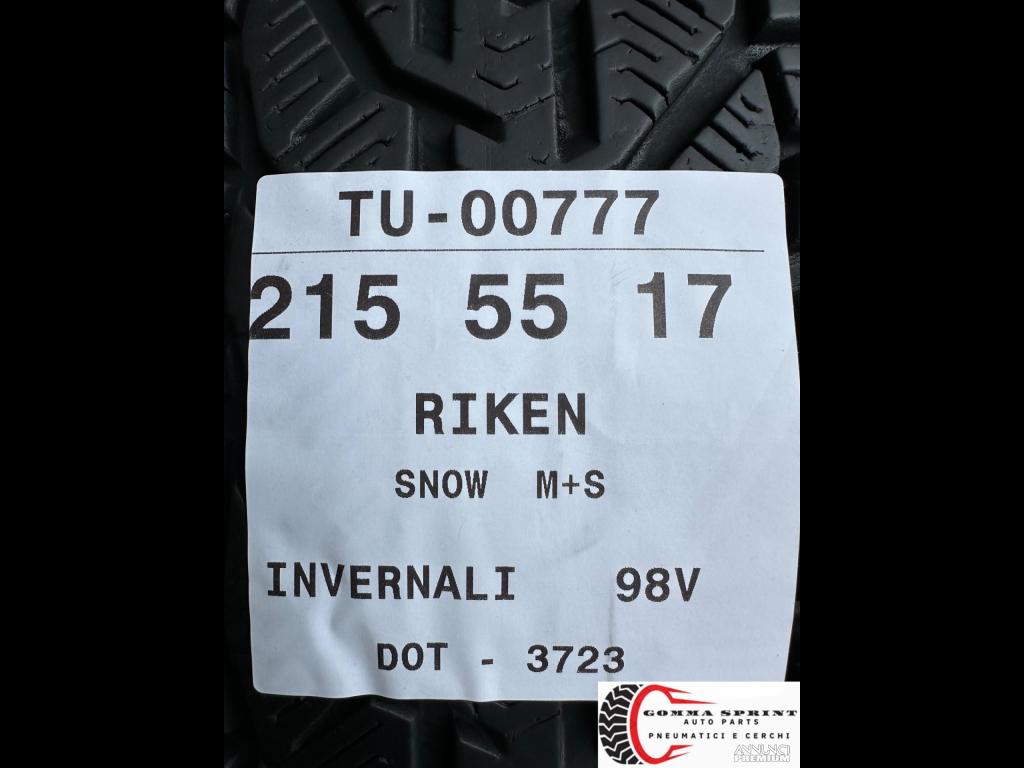 TU-00777
215 55 17
RIKEN
SNOW M+S
INVERNALI 98V
DOT - 3723
GOMMA SPRINT
AUTO PARTS
PNEUMATICI E CERCHI
ANNUNCI
PREMIUM